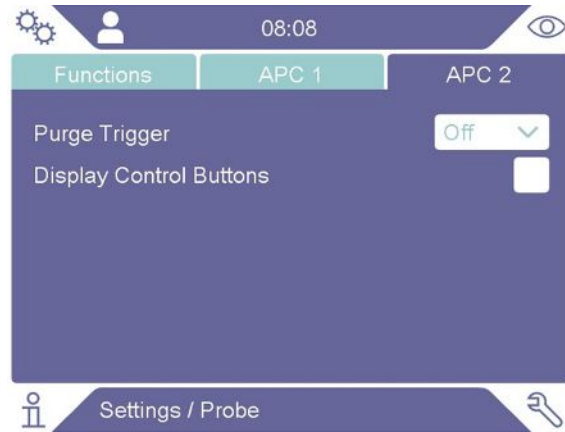 08:08
Functions APC 1 APC 2
Purge Trigger Off
Display Control Buttons
Settings / Probe